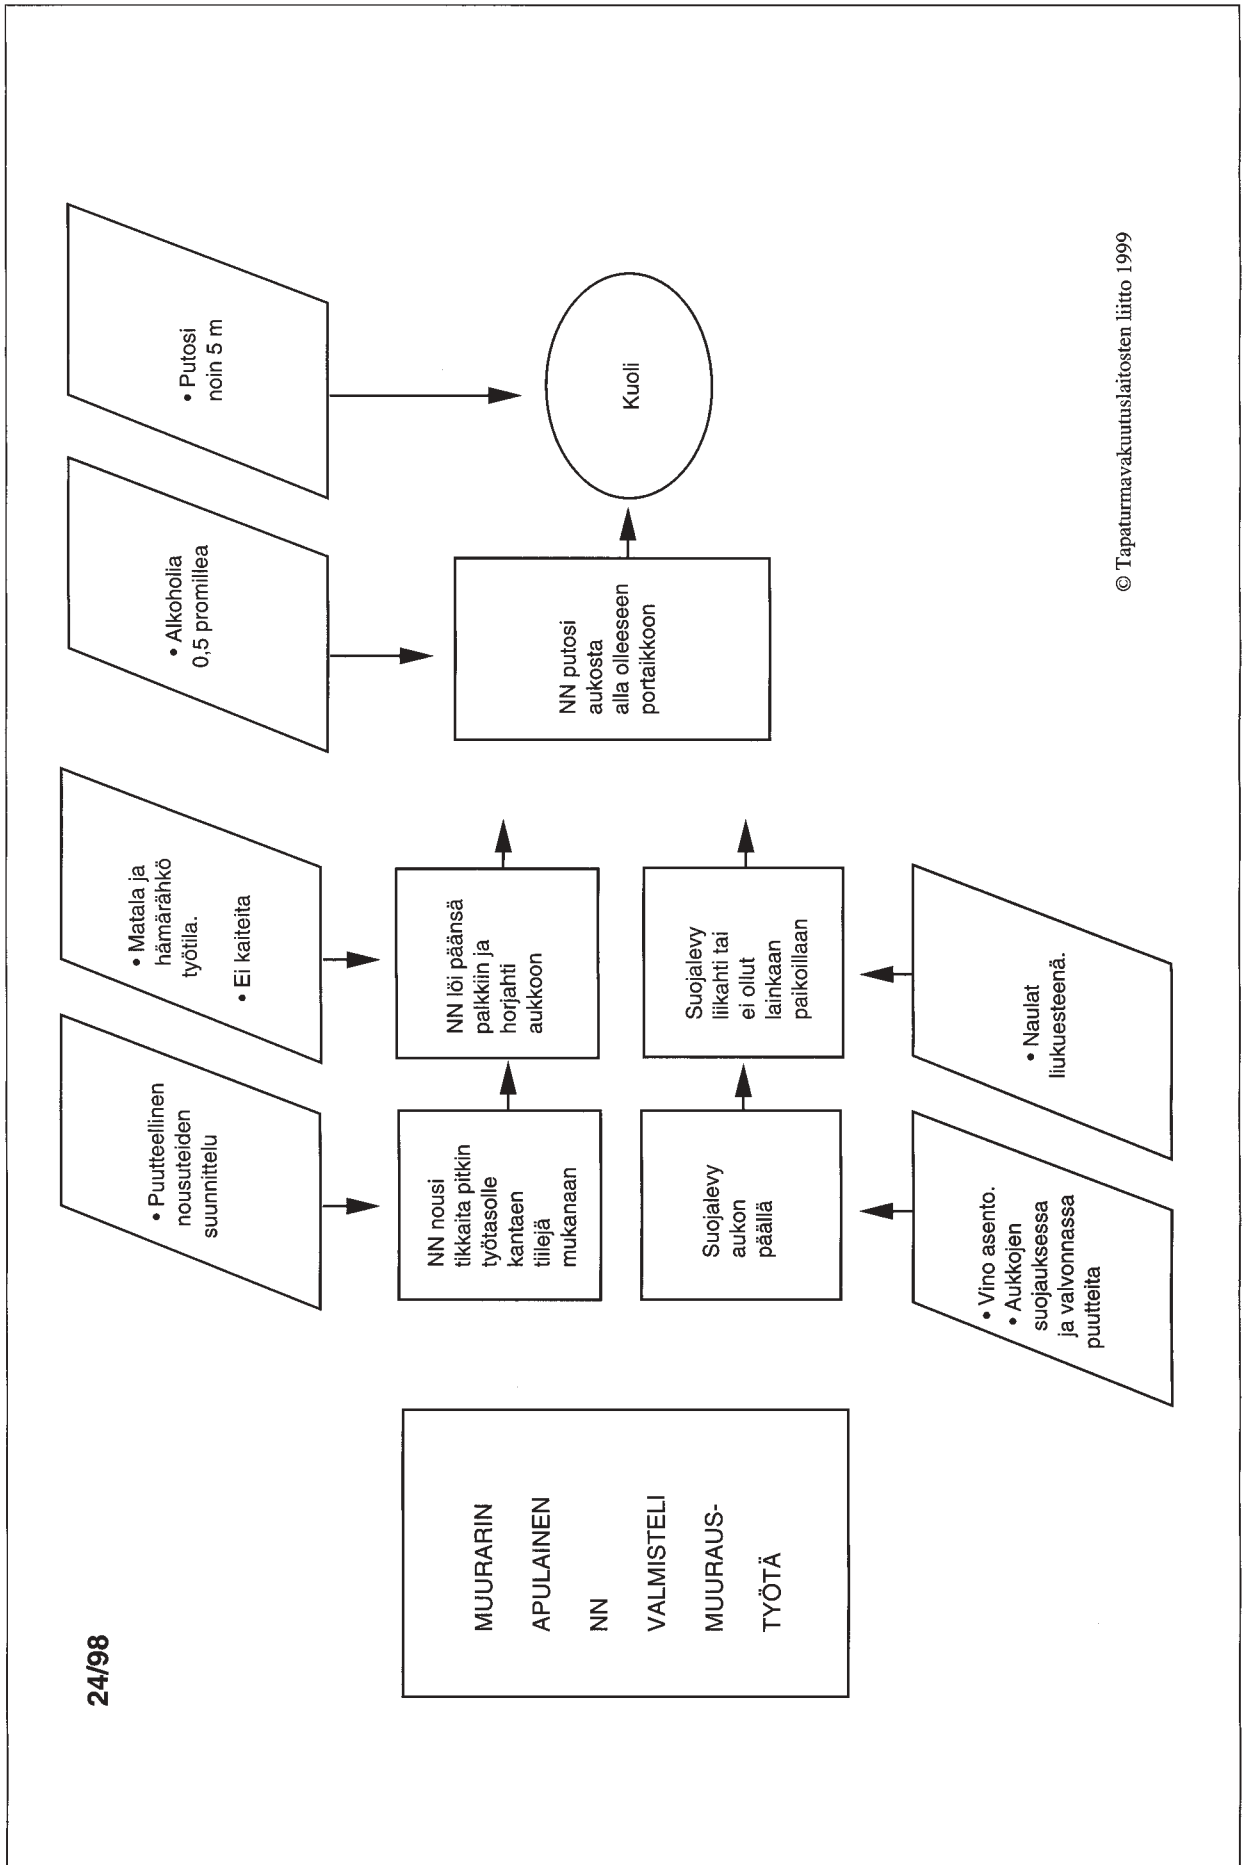 24/98
• Puutteellinen
nousuteiden
suunnittelu
• Matala ja
hämärähkö
työtila.
• Ei kaiteita
• Alkoholia
0,5 promillea
• Putosi
noin 5 m
MUURARIN
APULAINEN
NN
VALMISTELI
MUURAUS-
TYÖTÄ
NN nousi
tikkaita pitkin
työtasolle
kantaen
tiilejä
mukanaan
NN löi päänsä
palkkiin ja
horjahti
aukkoon
NN putosi
aukosta
alla olleeseen
portaikkoon
Kuoli
Suojalevy
aukon
päällä
Suojalevy
liikahti tai
ei ollut
lainkaan
paikoillaan
• Vino asento.
• Aukkojen
suojauksessa
ja valvonnassa
puutteita
• Naulat
liukuesteenä.
© Tapaturmavakuutuslaitosten liitto 1999